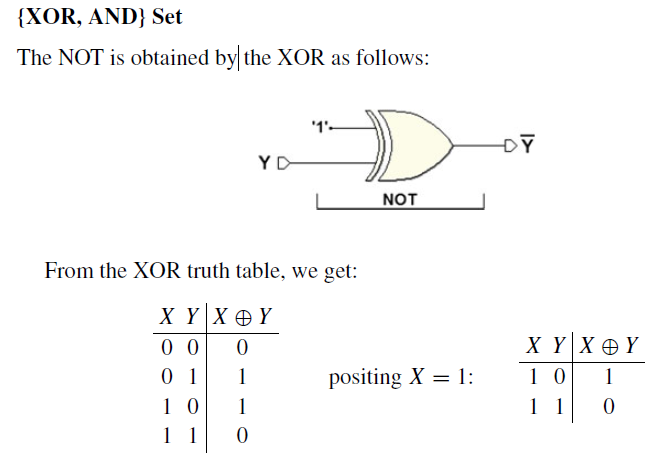 {XOR, AND} Set
The NOT is obtained by the XOR as follows:
'1'
Y
Y̅
NOT
From the XOR truth table, we get:
X Y X ⊕ Y
0 0 0
0 1 1
1 0 1
1 1 0
positing X = 1:
X Y X ⊕ Y
1 0 1
1 1 0